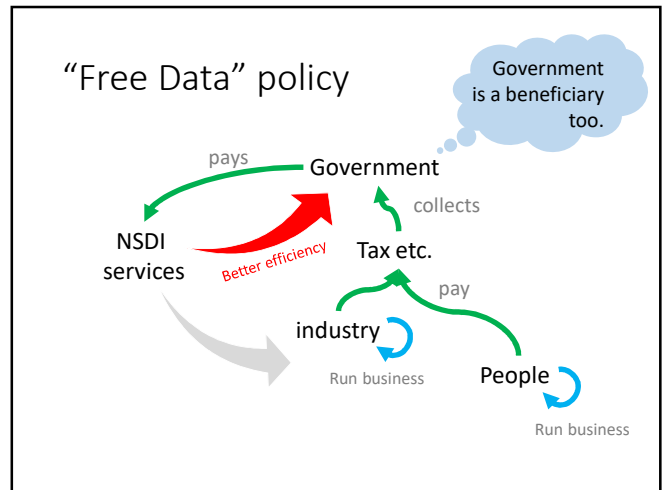 “Free Data” policy
Government
is a beneficiary
too.
pays
Government
collects
NSDI
services
Better efficiency
Tax etc.
pay
industry
Run business
People
Run business